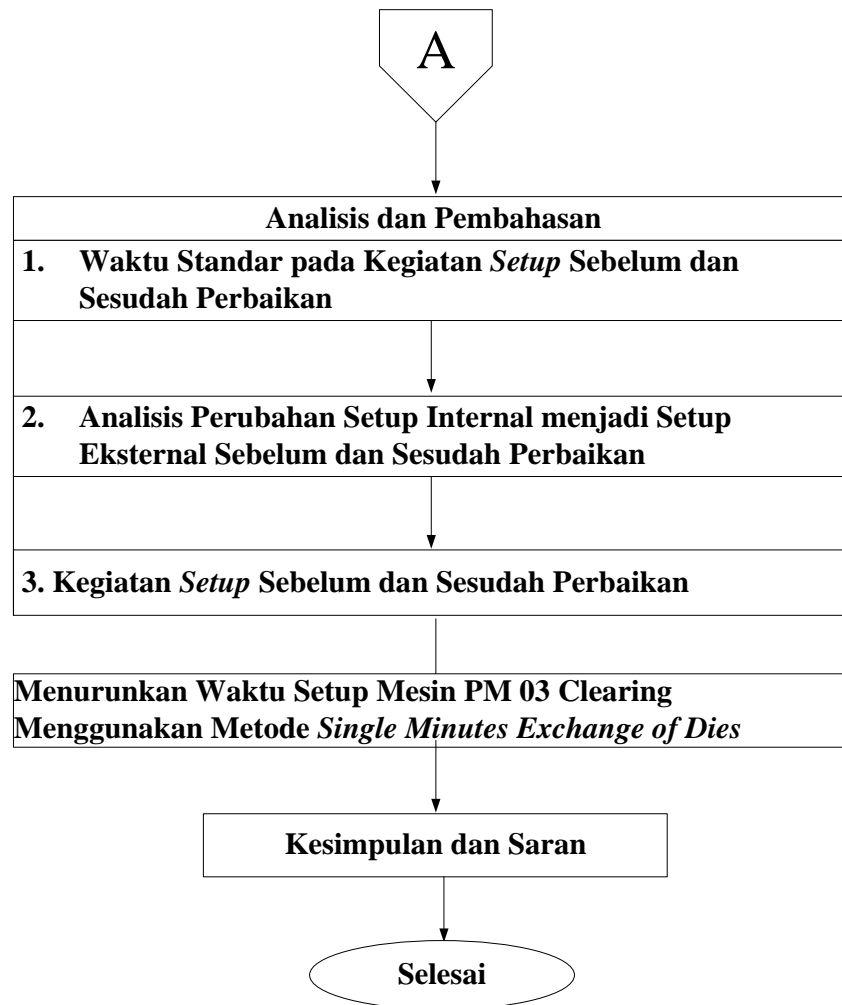 A
Analisis dan Pembahasan
1. Waktu Standar pada Kegiatan Setup Sebelum dan
Sesudah Perbaikan
2. Analisis Perubahan Setup Internal menjadi Setup
Eksternal Sebelum dan Sesudah Perbaikan
3. Kegiatan Setup Sebelum dan Sesudah Perbaikan
Menurunkan Waktu Setup Mesin PM 03 Clearing
Menggunakan Metode Single Minutes Exchange of Dies
Kesimpulan dan Saran
Selesai